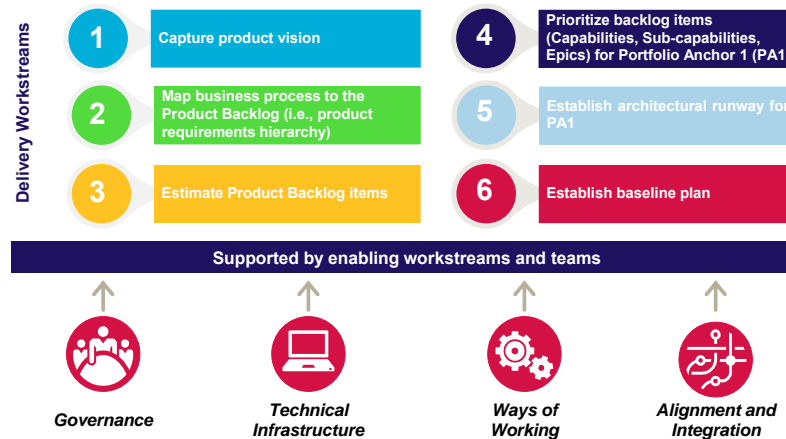 Delivery Workstreams
1
Capture product vision
2
Map business process to the
Product Backlog (i.e., product
requirements hierarchy)
3
Estimate Product Backlog items
4
Prioritize backlog items
(Capabilities, Sub-capabilities,
Epics) for Portfolio Anchor 1 (PA1
5
Establish architectural runway for
PA1
6
Establish baseline plan
Supported by enabling workstreams and teams
Governance
Technical
Infrastructure
Ways of
Working
Alignment and
Integration